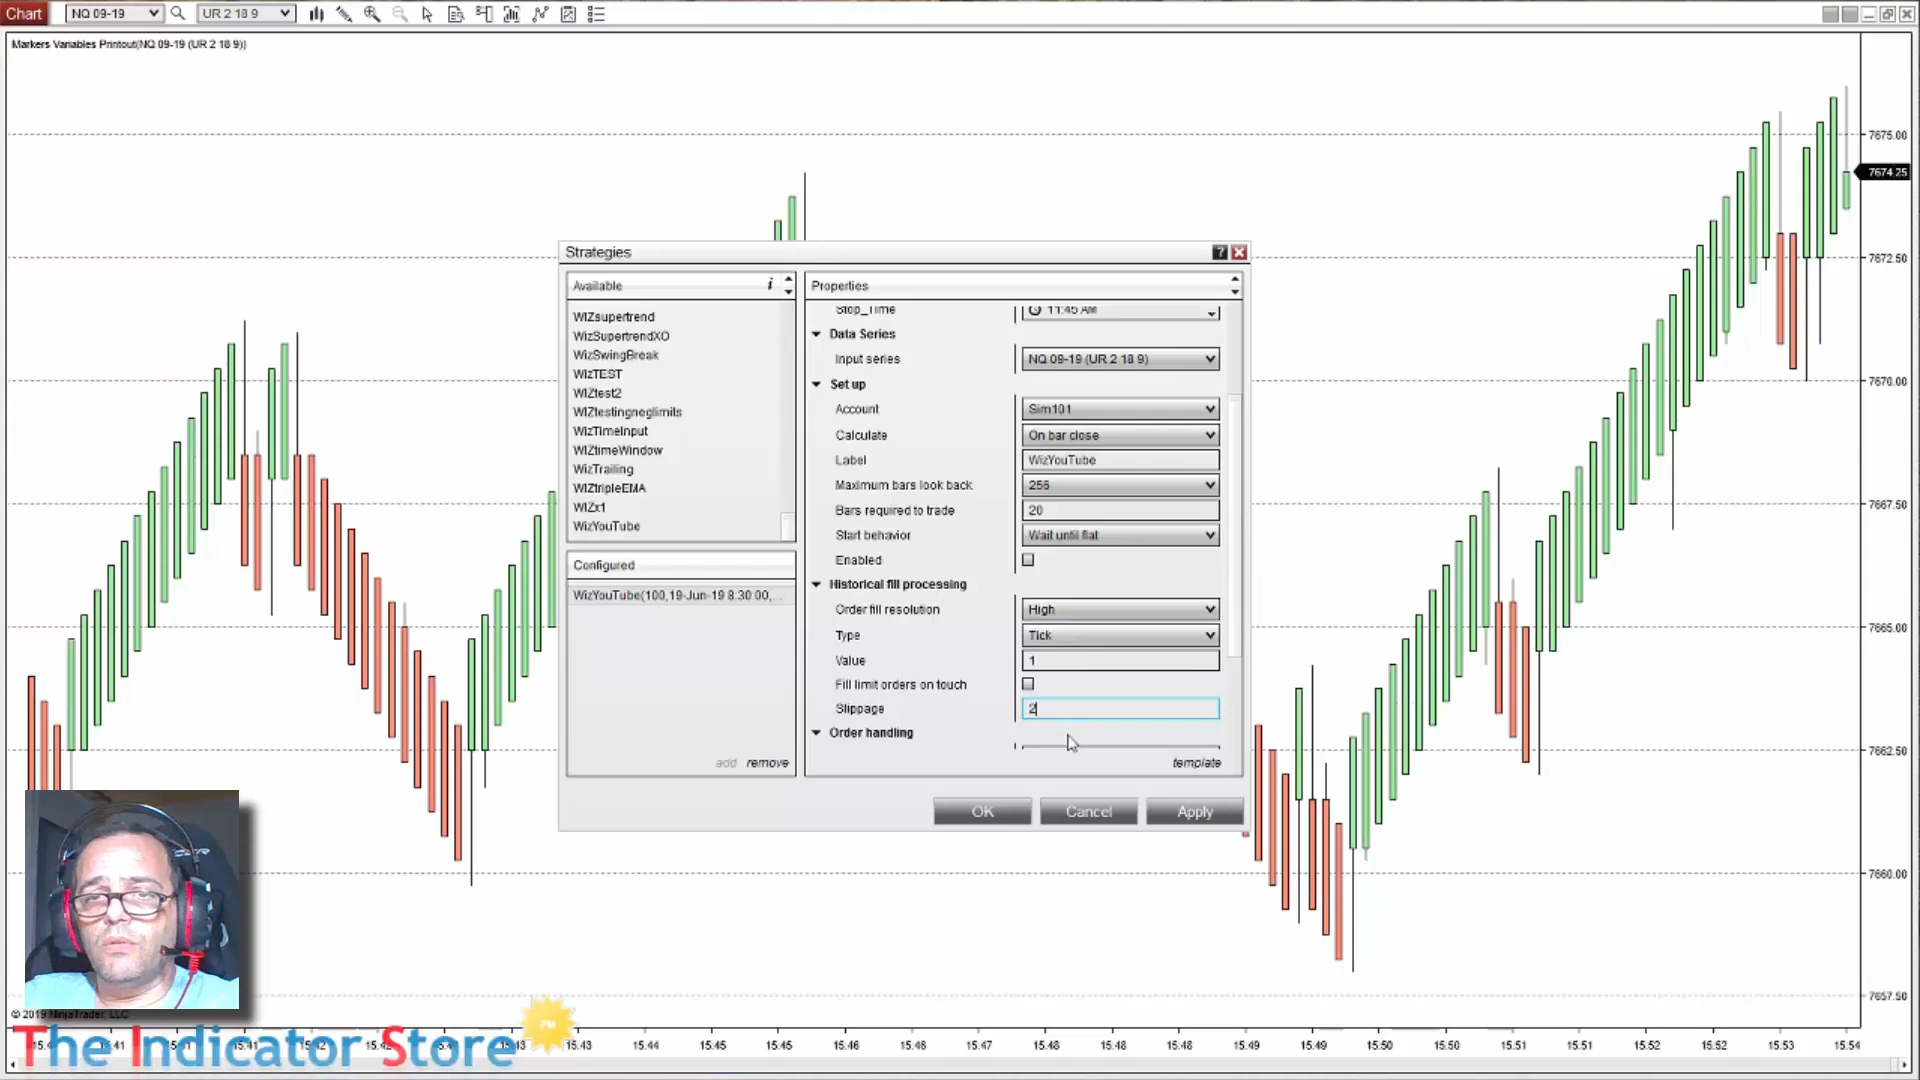 Chart NQ 09-19 UR 2 18 9
Markers Variables Printout(NQ 09-19 (UR 2 18 9))
7675.00
7674.25
7672.50
7670.00
7667.50
7665.00
7662.50
7660.00
7657.50
Strategies
Available i
WIZsupertrend
WizSupertrendXO
WizSwingBreak
WizTEST
WIZtest2
WIZtestingneglimits
WizTimeInput
WIZtimeWindow
WizTrailing
WIZtripleEMA
WIZx1
WizYouTube
Configured
WizYouTube(100,19-Jun-19 8:30:00,...
add remove
Properties
Stop_Time 11:45 AM
Data Series
Input series NQ 09-19 (UR 2 18 9)
Set up
Account Sim101
Calculate On bar close
Label WizYouTube
Maximum bars look back 256
Bars required to trade 20
Start behavior Wait until flat
Enabled
Historical fill processing
Order fill resolution High
Type Tick
Value 1
Fill limit orders on touch
Slippage 2
Order handling
template
OK Cancel Apply
© 2019 NinjaTrader, LLC
The Indicator Store
PM
15:43 15:44 15:45 15:45 15:46 15:46 15:47 15:48 15:48 15:49 15:49 15:50 15:50 15:51 15:51 15:52 15:52 15:53 15:54